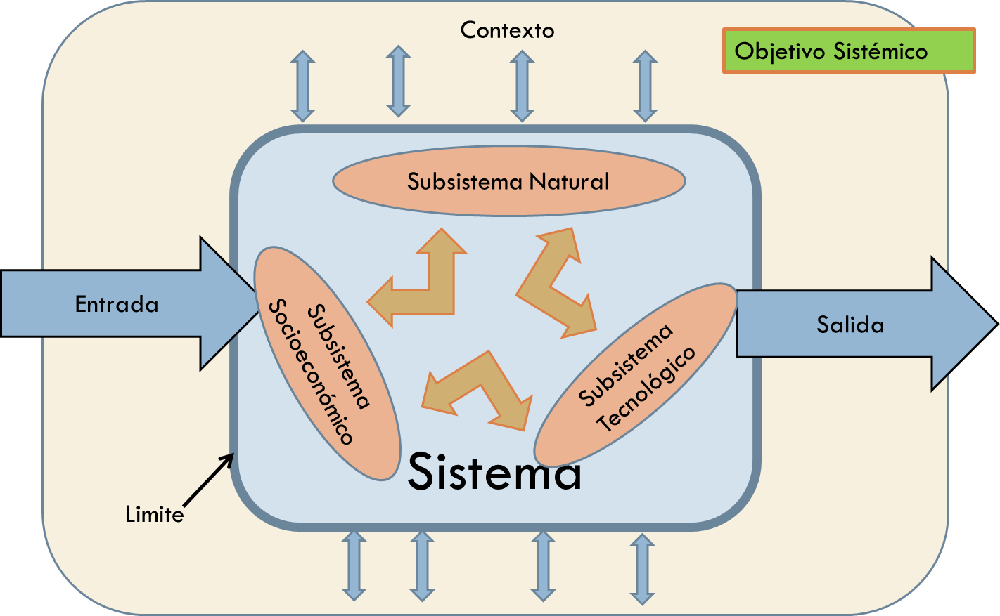 Contexto
Objetivo Sistémico
Subsistema Natural
Entrada
Subsistema
Socioeconómico
Subsistema
Tecnológico
Salida
Sistema
Limite